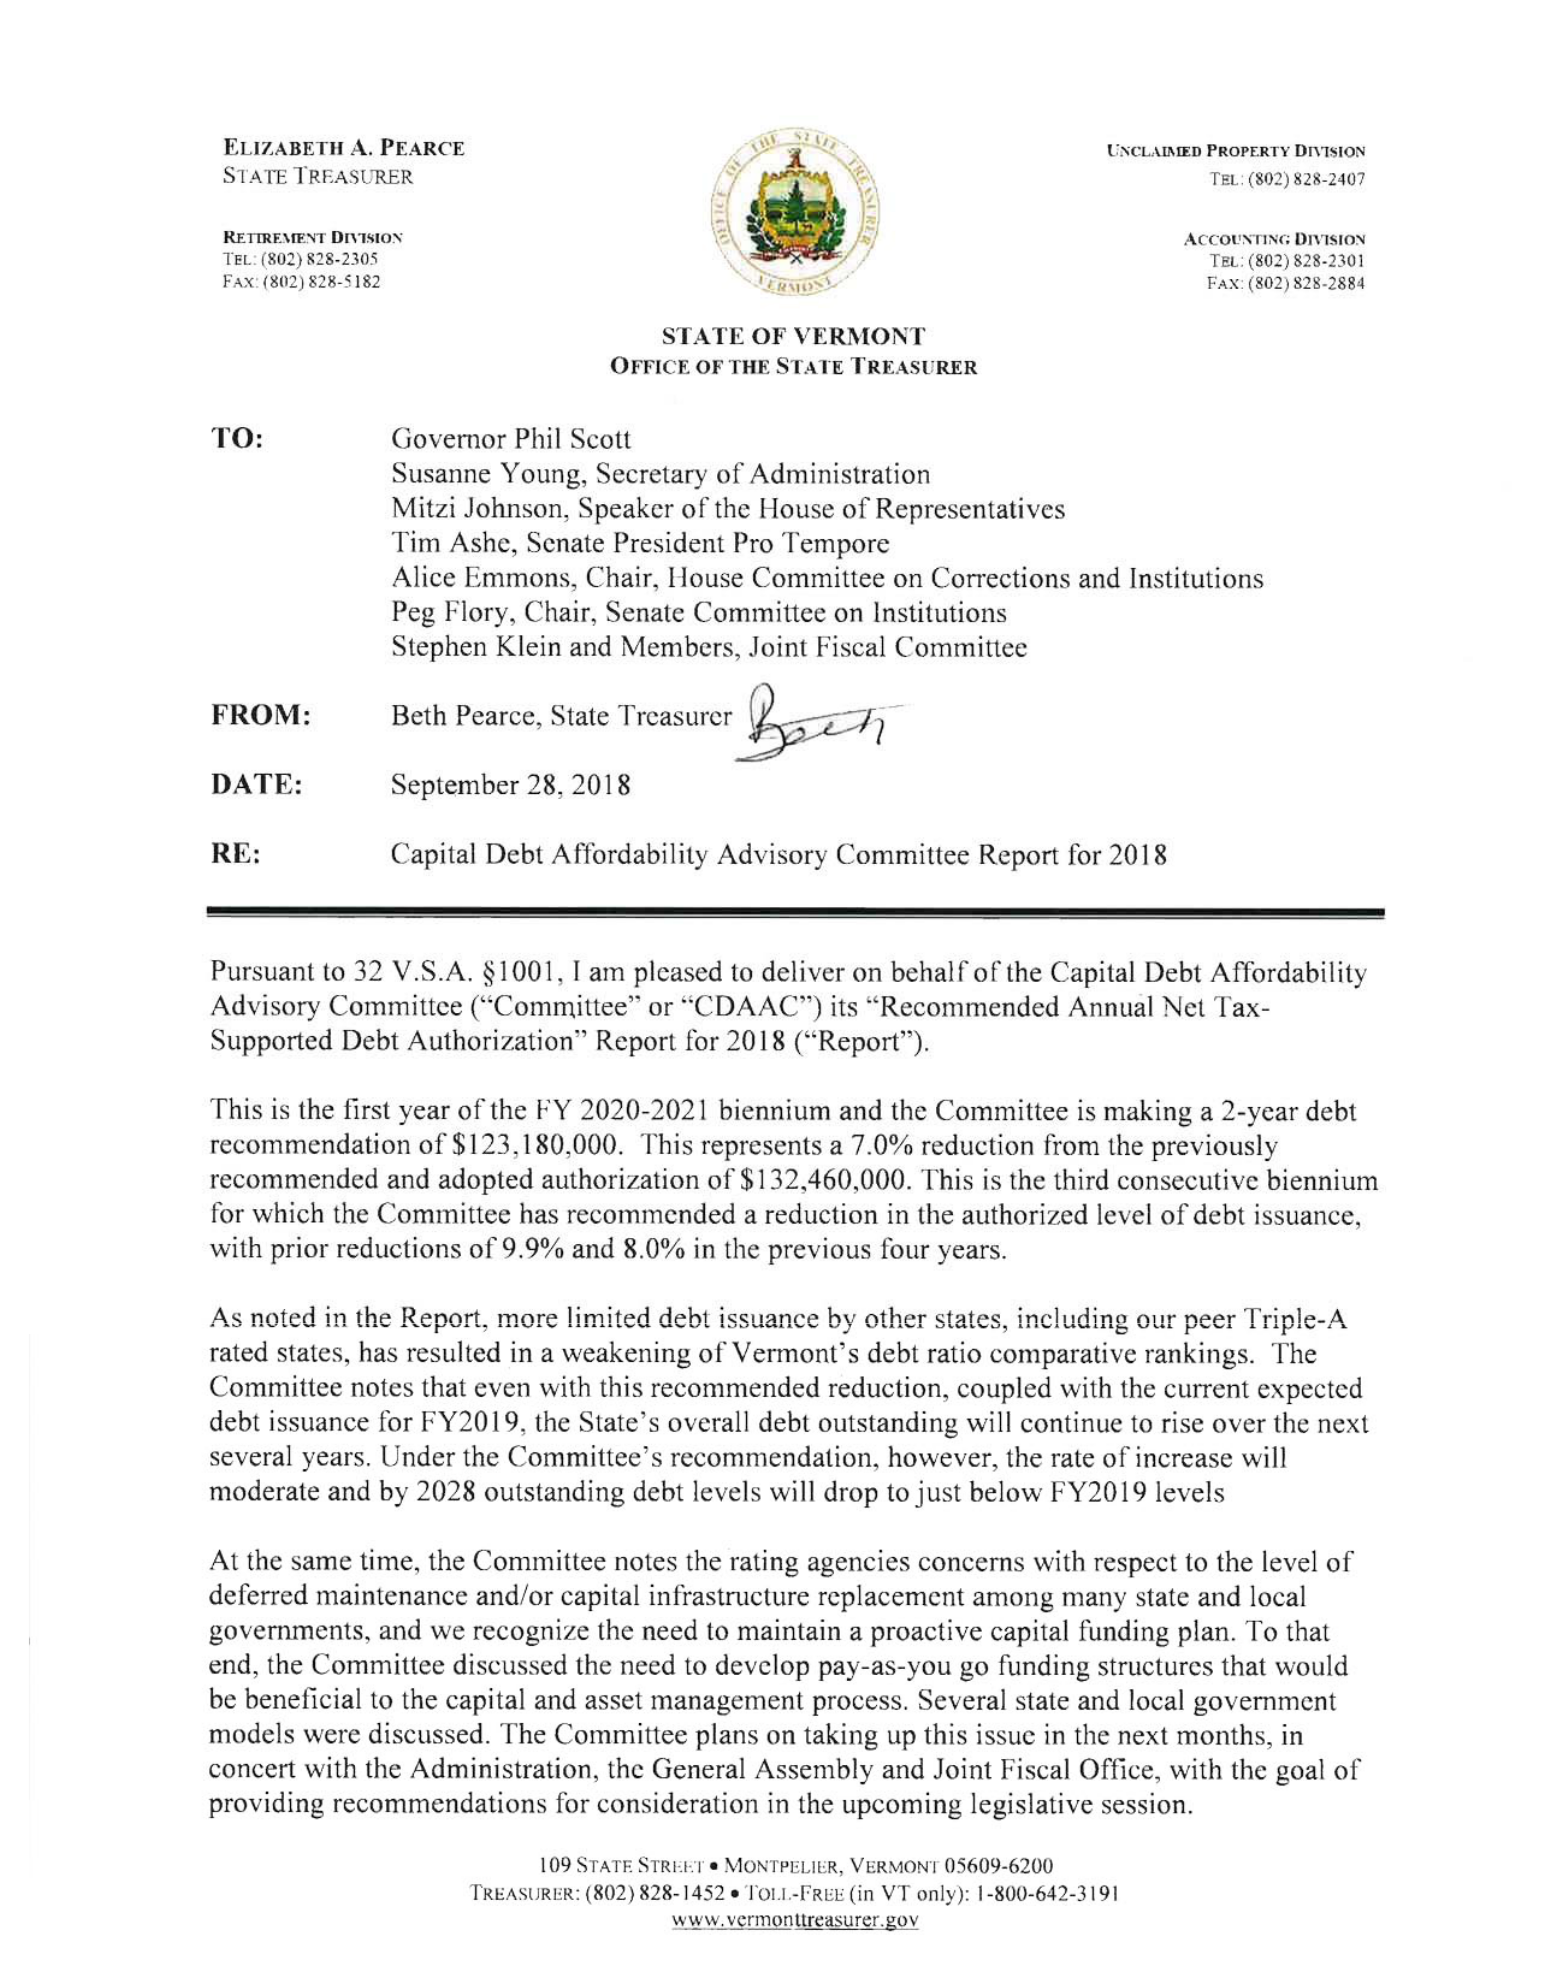 ELIZABETH A. PEARCE
STATE TREASURER
RETIREMENT DIVISION
TEL: (802) 828-2305
FAX: (802) 828-5182
OFFICE OF THE STATE TREASURER
VERMONT
UNCLAIMED PROPERTY DIVISION
TEL: (802) 828-2407
ACCOUNTING DIVISION
TEL: (802) 828-2301
FAX: (802) 828-2884
STATE OF VERMONT
OFFICE OF THE STATE TREASURER
TO: Governor Phil Scott
Susanne Young, Secretary of Administration
Mitzi Johnson, Speaker of the House of Representatives
Tim Ashe, Senate President Pro Tempore
Alice Emmons, Chair, House Committee on Corrections and Institutions
Peg Flory, Chair, Senate Committee on Institutions
Stephen Klein and Members, Joint Fiscal Committee
FROM: Beth Pearce, State Treasurer Beth
DATE: September 28, 2018
RE: Capital Debt Affordability Advisory Committee Report for 2018
Pursuant to 32 V.S.A. §1001, I am pleased to deliver on behalf of the Capital Debt Affordability
Advisory Committee (“Committee” or “CDAAC”) its “Recommended Annual Net Tax-
Supported Debt Authorization” Report for 2018 (“Report”).
This is the first year of the FY 2020-2021 biennium and the Committee is making a 2-year debt
recommendation of $123,180,000.  This represents a 7.0% reduction from the previously
recommended and adopted authorization of $132,460,000. This is the third consecutive biennium
for which the Committee has recommended a reduction in the authorized level of debt issuance,
with prior reductions of 9.9% and 8.0% in the previous four years.
As noted in the Report, more limited debt issuance by other states, including our peer Triple-A
rated states, has resulted in a weakening of Vermont’s debt ratio comparative rankings.  The
Committee notes that even with this recommended reduction, coupled with the current expected
debt issuance for FY2019, the State’s overall debt outstanding will continue to rise over the next
several years. Under the Committee’s recommendation, however, the rate of increase will
moderate and by 2028 outstanding debt levels will drop to just below FY2019 levels
At the same time, the Committee notes the rating agencies concerns with respect to the level of
deferred maintenance and/or capital infrastructure replacement among many state and local
governments, and we recognize the need to maintain a proactive capital funding plan. To that
end, the Committee discussed the need to develop pay-as-you go funding structures that would
be beneficial to the capital and asset management process. Several state and local government
models were discussed. The Committee plans on taking up this issue in the next months, in
concert with the Administration, the General Assembly and Joint Fiscal Office, with the goal of
providing recommendations for consideration in the upcoming legislative session.
109 STATE STREET • MONTPELIER, VERMONT 05609-6200
TREASURER: (802) 828-1452 • TOLL-FREE (in VT only): 1-800-642-3191
www.vermonttreasurer.gov